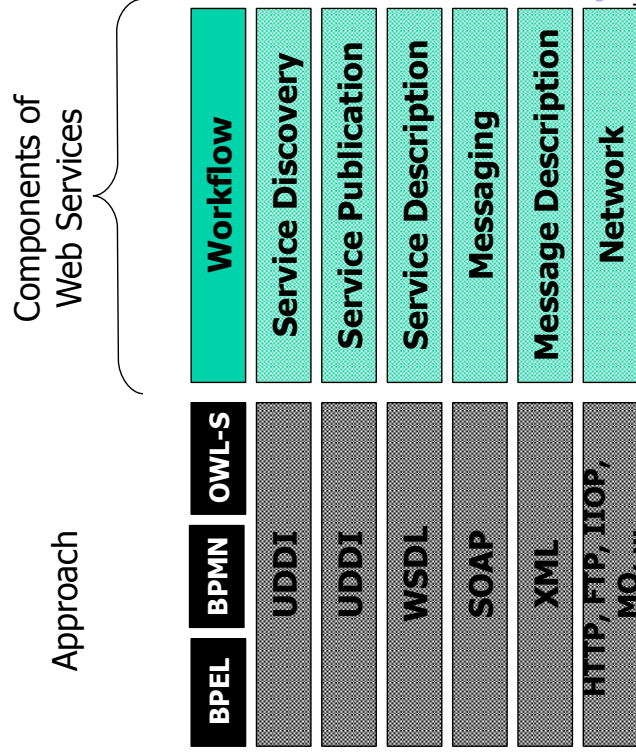 Approach
Components of
Web Services
BPEL BPMN OWL-S Workflow
UDDI Service Discovery
UDDI Service Publication
WSDL Service Description
SOAP Messaging
XML Message Description
HTTP, FTP, IIOP,
MQ, ...
Network